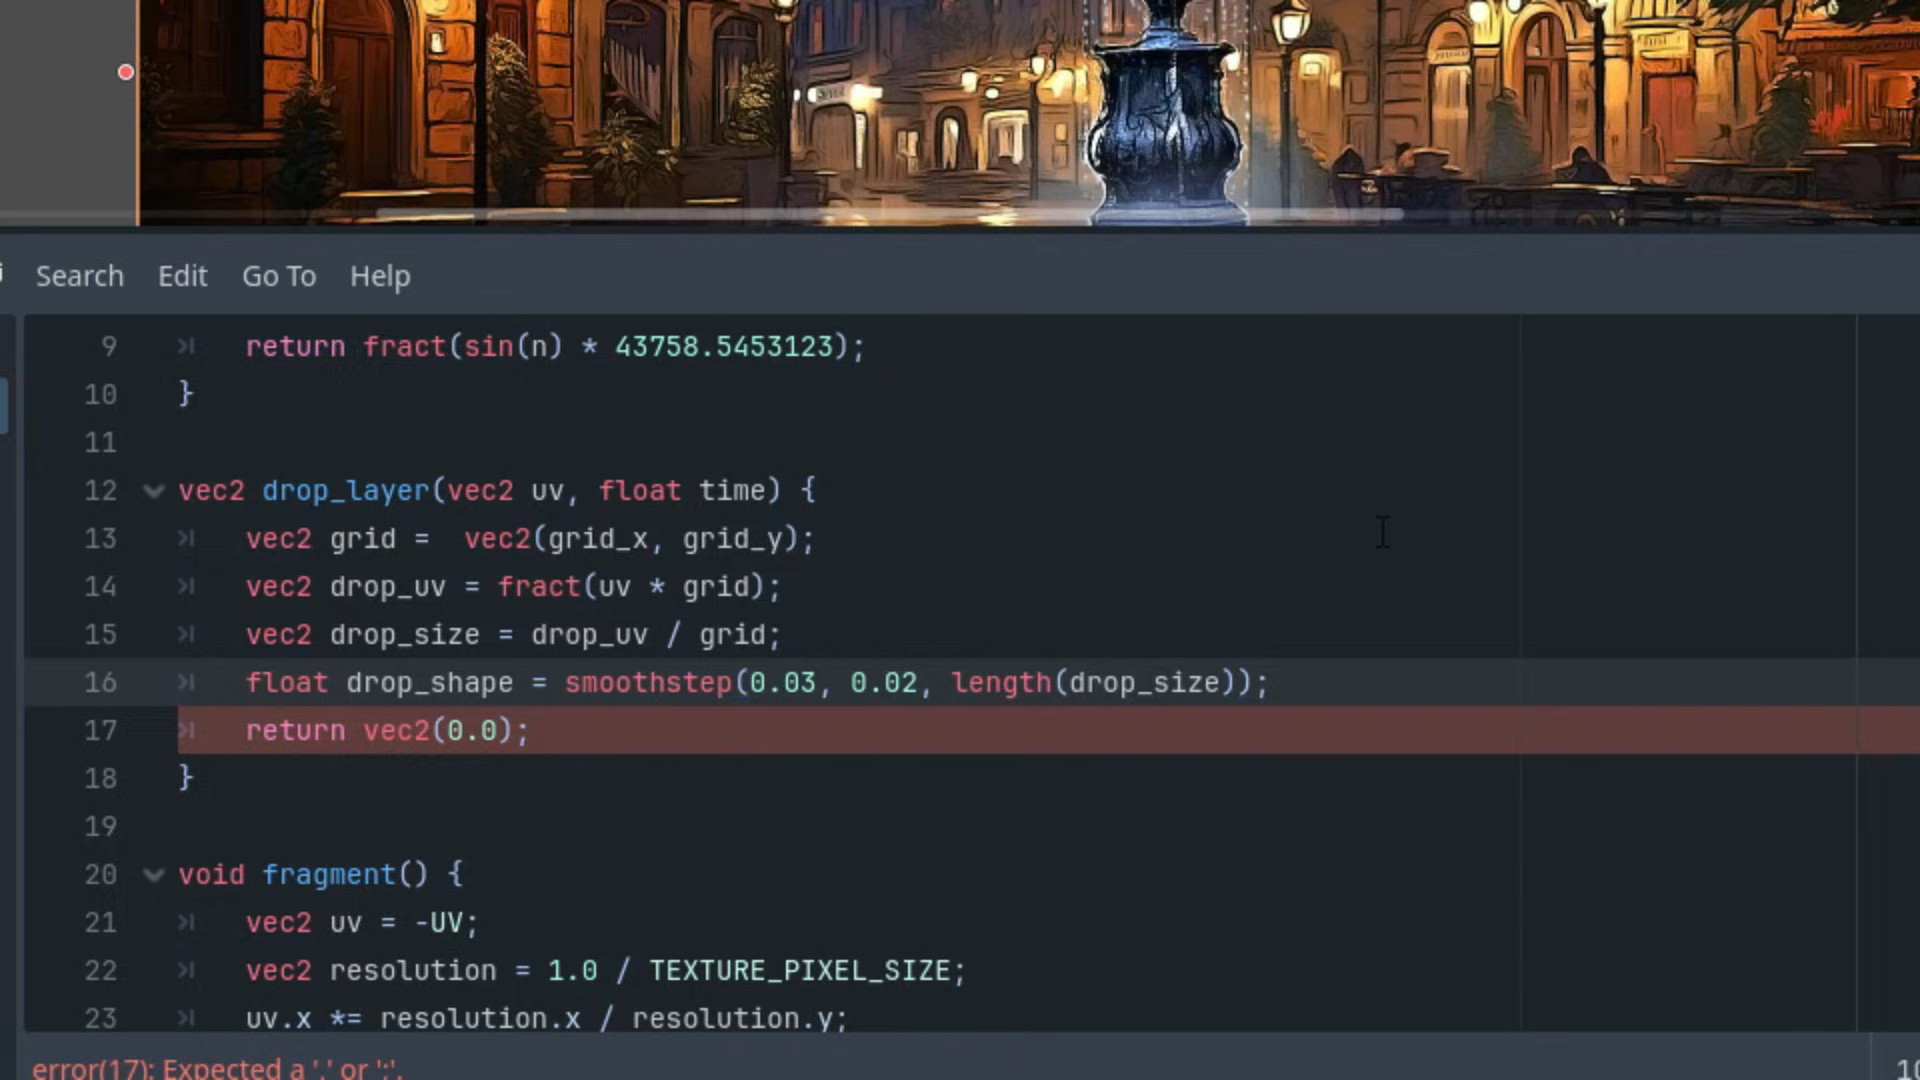 Search Edit Go To Help
9 return fract(sin(n) * 43758.5453123);
10 }
11
12 vec2 drop_layer(vec2 uv, float time) {
13 vec2 grid =  vec2(grid_x, grid_y);
14 vec2 drop_uv = fract(uv * grid);
15 vec2 drop_size = drop_uv / grid;
16 float drop_shape = smoothstep(0.03, 0.02, length(drop_size));
17 return vec2(0.0);
18 }
19
20 void fragment() {
21 vec2 uv = -UV;
22 vec2 resolution = 1.0 / TEXTURE_PIXEL_SIZE;
23 uv.x *= resolution.x / resolution.y;
error(17): Expected a ',' or ';'.